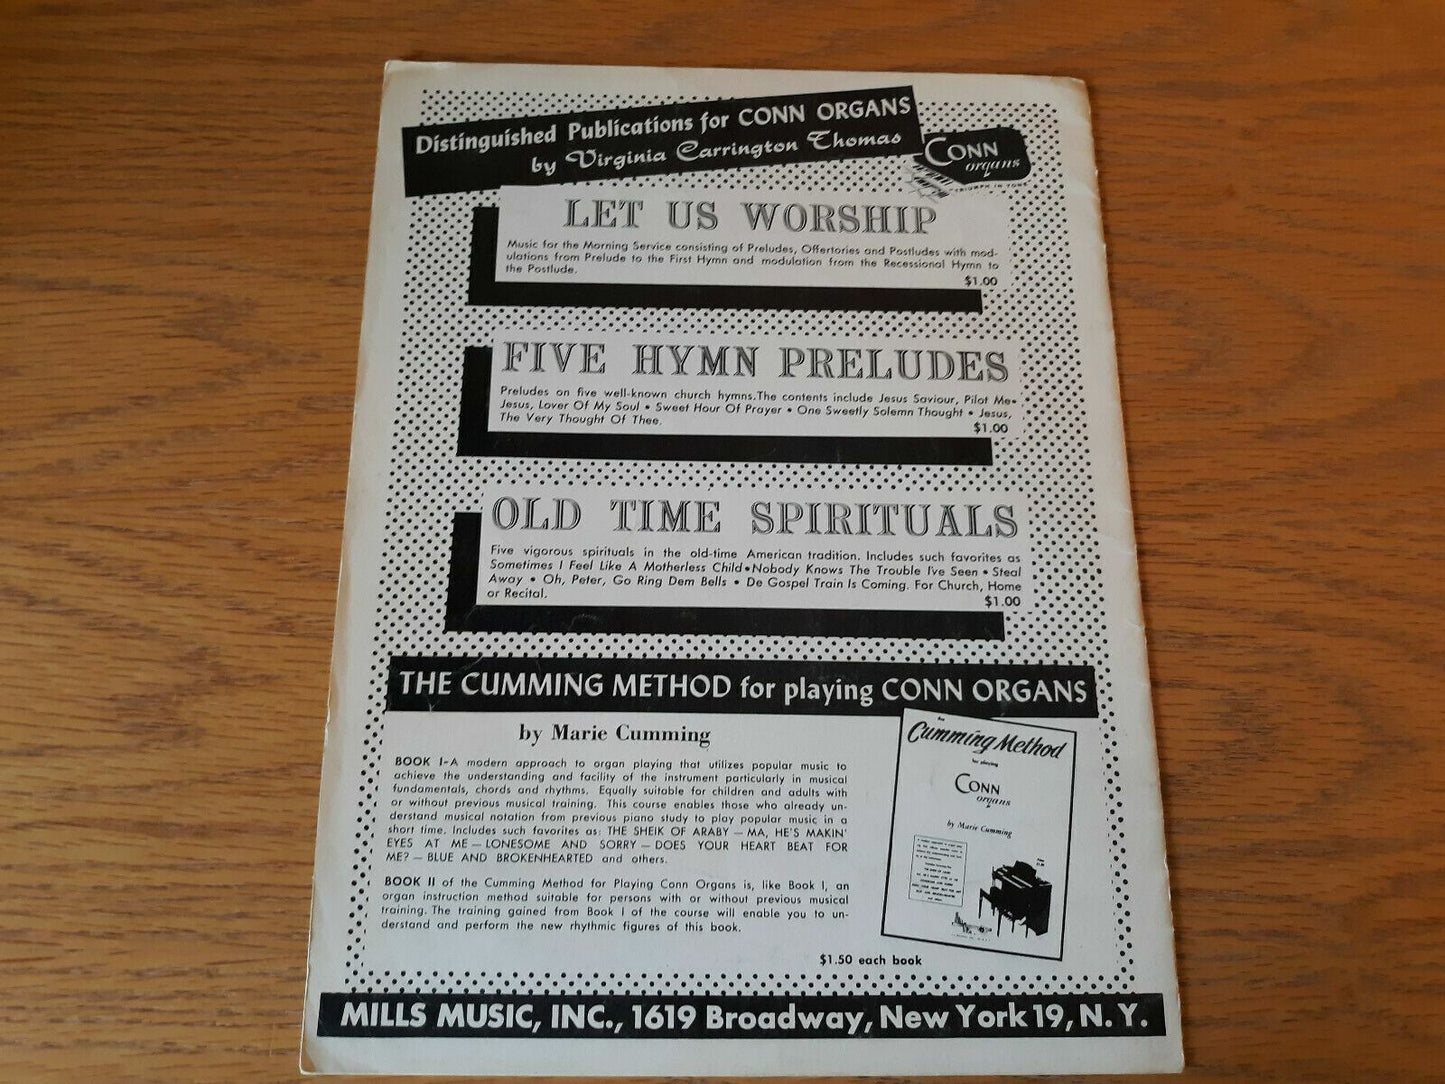 Distinguished Publications for CONN ORGANS
by Virginia Carrington Thomas
CONN
organs
TRIUMPH IN TONE
LET US WORSHIP
Music for the Morning Service consisting of Preludes, Offertories and Postludes with mod-
ulations from Prelude to the First Hymn and modulation from the Recessional Hymn to
the Postlude.
$1.00
FIVE HYMN PRELUDES
Preludes on five well-known church hymns.The contents include Jesus Saviour, Pilot Me•
Jesus, Lover Of My Soul • Sweet Hour Of Prayer • One Sweetly Solemn Thought • Jesus,
The Very Thought Of Thee.
$1.00
OLD TIME SPIRITUALS
Five vigorous spirituals in the old-time American tradition. Includes such favorites as
Sometimes I Feel Like A Motherless Child•Nobody Knows The Trouble I've Seen • Steal
Away • Oh, Peter, Go Ring Dem Bells • De Gospel Train Is Coming. For Church, Home
or Recital.
$1.00
THE CUMMING METHOD for playing CONN ORGANS
by Marie Cumming
BOOK I-A modern approach to organ playing that utilizes popular music to
achieve the understanding and facility of the instrument particularly in musical
fundamentals, chords and rhythms. Equally suitable for children and adults with
or without previous musical training. This course enables those who already un-
derstand musical notation from previous piano study to play popular music in a
short time. Includes such favorites as: THE SHEIK OF ARABY — MA, HE'S MAKIN'
EYES AT ME — LONESOME AND SORRY — DOES YOUR HEART BEAT FOR
ME? — BLUE AND BROKENHEARTED and others.
BOOK II of the Cumming Method for Playing Conn Organs is, like Book I, an
organ instruction method suitable for persons with or without previous musical
training. The training gained from Book I of the course will enable you to un-
derstand and perform the new rhythmic figures of this book.
$1.50 each book
the
Cumming Method
for playing
CONN
organs
by Marie Cumming
MILLS MUSIC, INC., 1619 Broadway, New York 19, N. Y.